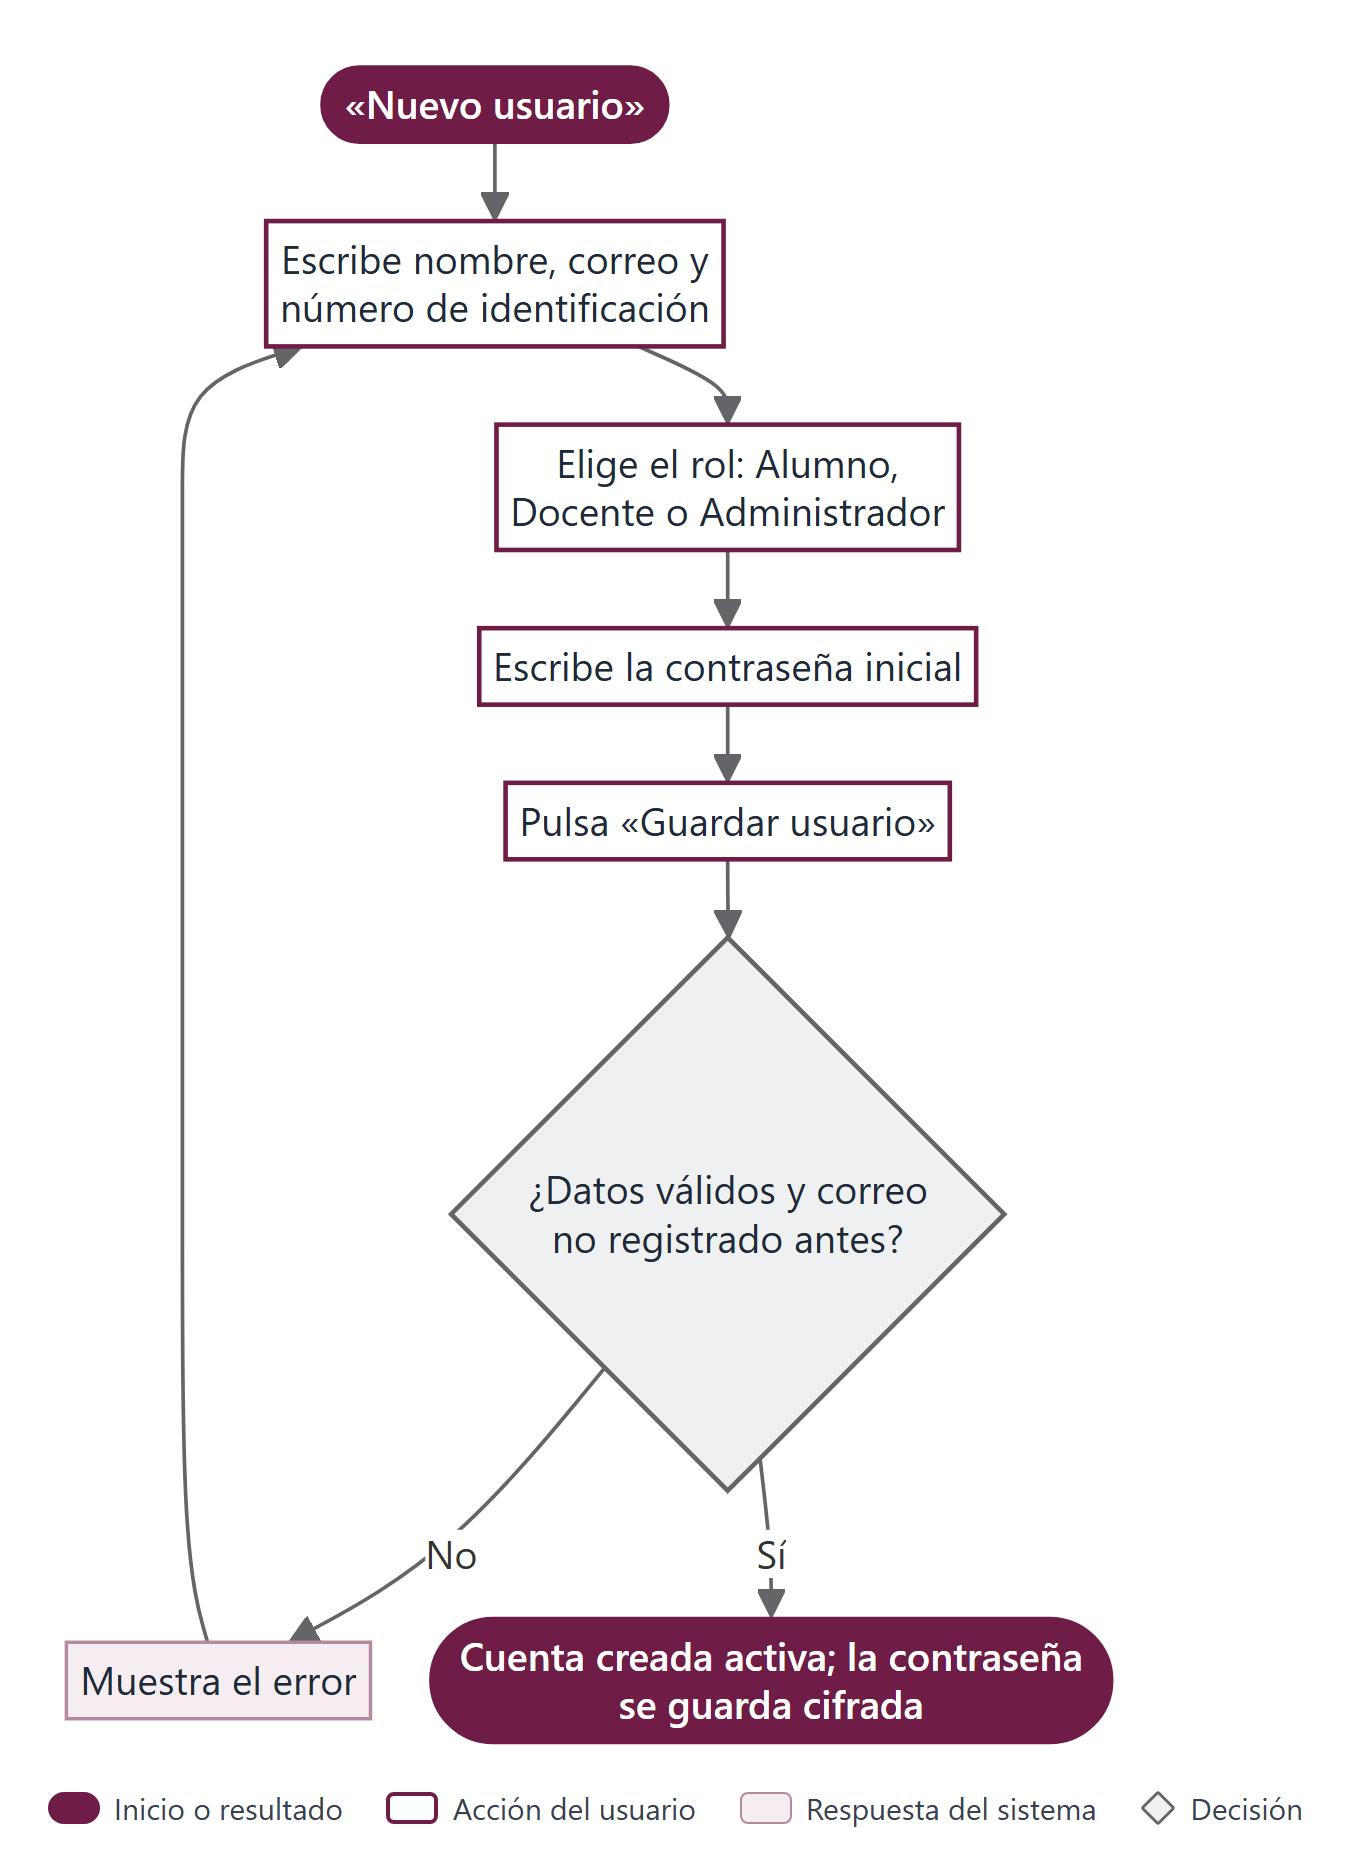 «Nuevo usuario»
Escribe nombre, correo y
número de identificación
Elige el rol: Alumno,
Docente o Administrador
Escribe la contraseña inicial
Pulsa «Guardar usuario»
¿Datos válidos y correo
no registrado antes?
No
Sí
Muestra el error
Cuenta creada activa; la contraseña
se guarda cifrada
Inicio o resultado
Acción del usuario
Respuesta del sistema
Decisión